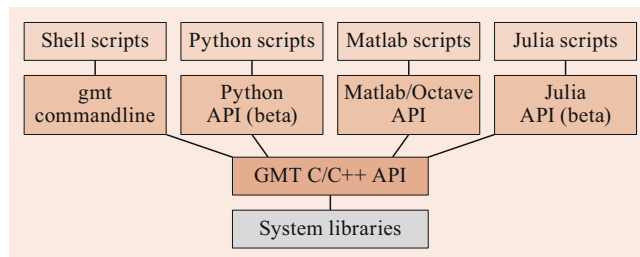 Shell scripts
Python scripts
Matlab scripts
Julia scripts
gmt
commandline
Python
API (beta)
Matlab/Octave
API
Julia
API (beta)
GMT C/C++ API
System libraries